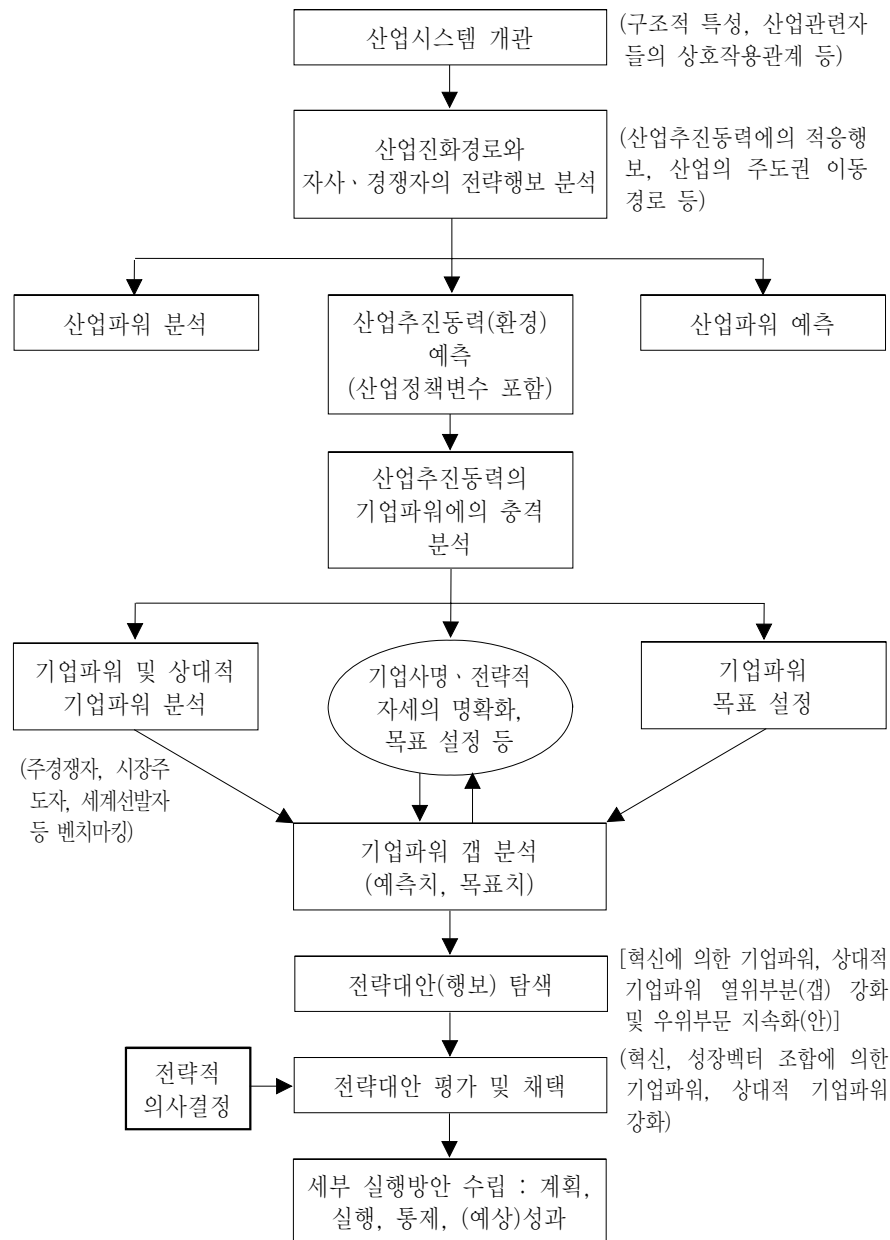 산업시스템 개관
(구조적 특성, 산업관련자
들의 상호작용관계 등)
산업진화경로와
자사、경쟁자의 전략행보 분석
(산업추진동력에의 적응행
보, 산업의 주도권 이동
경로 등)
산업파워 분석
산업추진동력(환경)
예측
(산업정책변수 포함)
산업파워 예측
산업추진동력의
기업파워에의 충격
분석
기업파워 및 상대적
기업파워 분석
기업사명、전략적
자세의 명확화,
목표 설정 등
기업파워
목표 설정
(주경쟁자, 시장주
도자, 세계선발자
등 벤치마킹)
기업파워 갭 분석
(예측치, 목표치)
전략대안(행보) 탐색
[혁신에 의한 기업파워, 상대적
기업파워 열위부분(갭) 강화
및 우위부문 지속화(안)]
전략적
의사결정
전략대안 평가 및 채택
(혁신, 성장벡터 조합에 의한
기업파워, 상대적 기업파워
강화)
세부 실행방안 수립 : 계획,
실행, 통제, (예상)성과